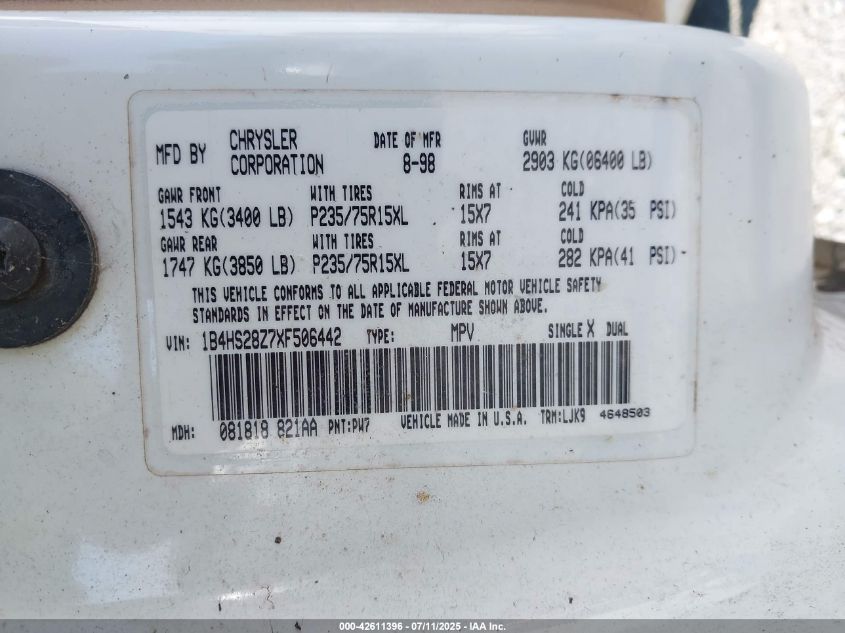 MFD BY CHRYSLER CORPORATION DATE OF MFR 8-98 GVWR 2903 KG(06400 LB)
GAWR FRONT WITH TIRES RIMS AT COLD
1543 KG(3400 LB) P235/75R15XL 15X7 241 KPA(35 PSI)
GAWR REAR WITH TIRES RIMS AT COLD
1747 KG(3850 LB) P235/75R15XL 15X7 282 KPA(41 PSI)
THIS VEHICLE CONFORMS TO ALL APPLICABLE FEDERAL MOTOR VEHICLE SAFETY
STANDARDS IN EFFECT ON THE DATE OF MANUFACTURE SHOWN ABOVE.
VIN: 1B4HS28Z7XF506442 TYPE: MPV SINGLE X DUAL
MDH: 081818 821AA PNT:PW7 VEHICLE MADE IN U.S.A. TRM:LJK9 4648503
000-42611396 - 07/11/2025 - IAA Inc.